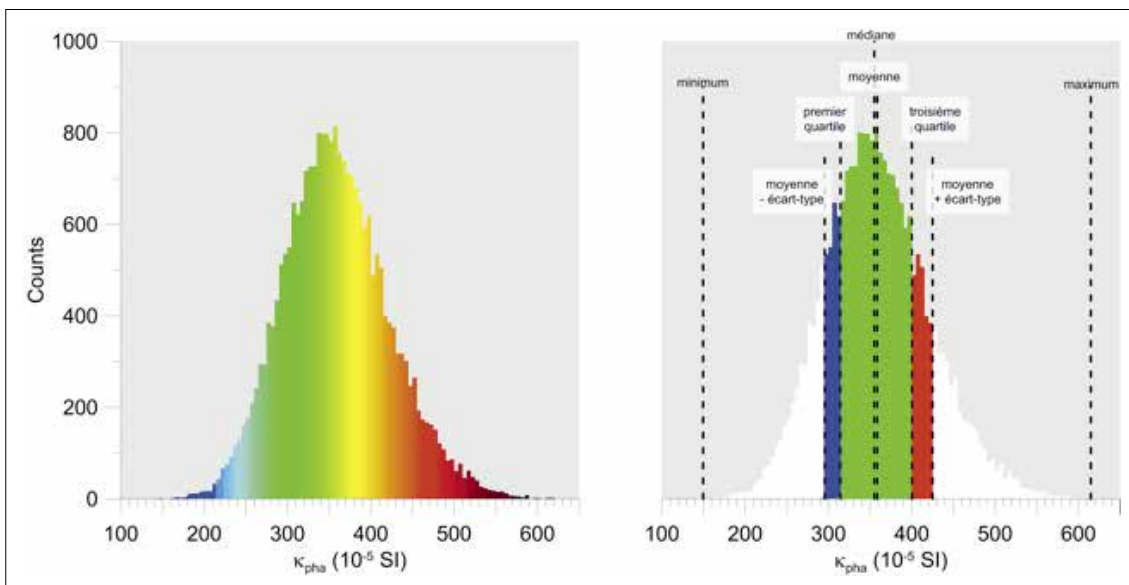 1000
800
600
400
200
0
Counts
100 200 300 400 500 600
κpha (10-5 SI)
médiane
moyenne
minimum
maximum
premier
quartile
troisième
quartile
moyenne
- écart-type
moyenne
+ écart-type
100 200 300 400 500 600
κpha (10-5 SI)